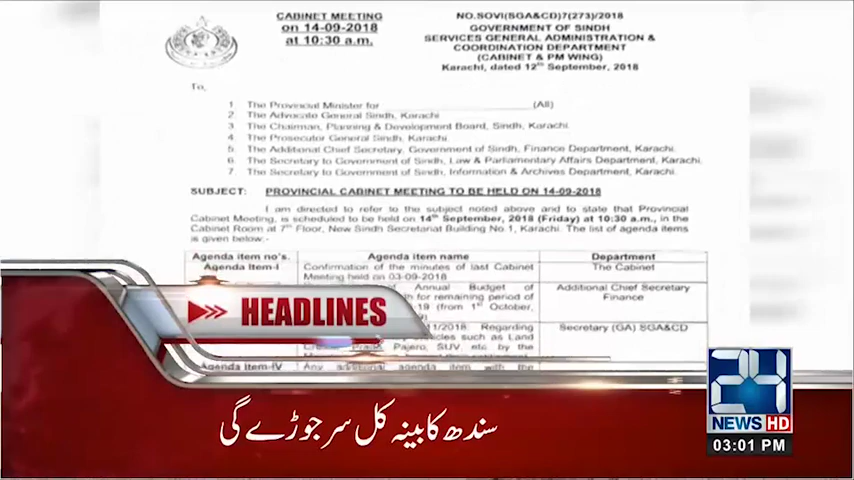 CABINET MEETING
on 14-09-2018
at 10:30 a.m.
NO.SOVI(SGA&CD)7(273)/2018
GOVERNMENT OF SINDH
SERVICES GENERAL ADMINISTRATION &
COORDINATION DEPARTMENT
(CABINET & PM WING)
Karachi, dated 12th September, 2018
To,
1 The Provincial Minister for ____________ (All)
2 The Advocate General Sindh, Karachi
3 The Chairman, Planning & Development Board, Sindh, Karachi.
4 The Prosecutor General Sindh, Karachi.
5 The Additional Chief Secretary, Government of Sindh, Finance Department, Karachi.
6 The Secretary to Government of Sindh, Law & Parliamentary Affairs Department, Karachi.
7 The Secretary to Government of Sindh, Information & Archives Department, Karachi.
SUBJECT: PROVINCIAL CABINET MEETING TO BE HELD ON 14-09-2018
I am directed to refer to the subject noted above and to state that Provincial
Cabinet Meeting, is scheduled to be held on 14th September, 2018 (Friday) at 10:30 a.m., in the
Cabinet Room at 7th Floor, New Sindh Secretariat Building No.1, Karachi. The list of agenda items
is given below:-
Agenda item no's. Agenda item name Department
Agenda Item-I Confirmation of the minutes of last Cabinet The Cabinet
Meeting held on 03-09-2018
of Annual Budget of Additional Chief Secretary
for remaining period of Finance
-19 (from 1st October,
11/2018: Regarding Secretary (GA) SGA&CD
such as Land
Pajero, SUV, etc by the
Agenda Item-IV Any additional agenda item with the
HEADLINES
سندھ کابینہ کل سر جوڑے گی
24
NEWS HD
03:01 PM